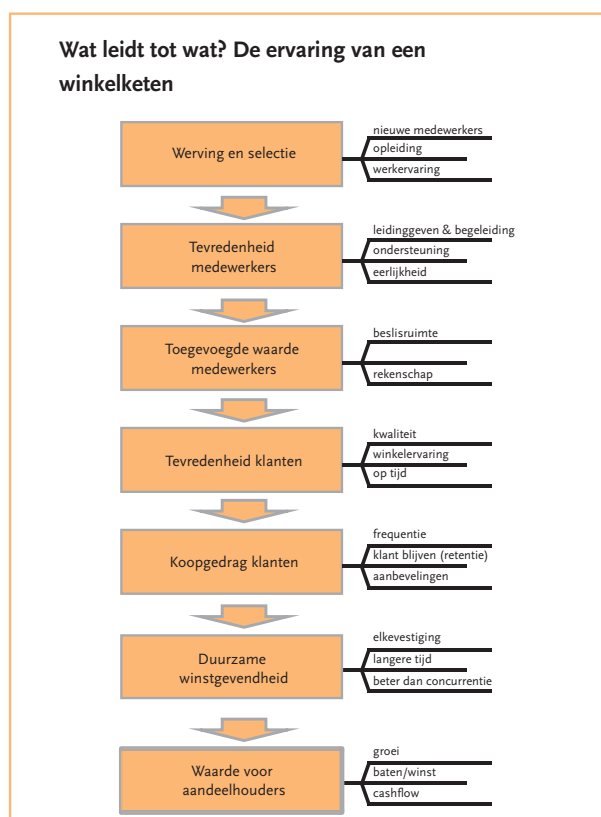 Wat leidt tot wat? De ervaring van een
winkelketen
Werving en selectie
nieuwe medewerkers
opleiding
werkervaring
Tevredenheid
medewerkers
leidinggeven & begeleiding
ondersteuning
eerlijkheid
Toegevoegde waarde
medewerkers
beslisruimte
rekenschap
Tevredenheid klanten
kwaliteit
winkelervaring
op tijd
Koopgedrag klanten
frequentie
klant blijven (retentie)
aanbevelingen
Duurzame
winstgevendheid
elkevestiging
langere tijd
beter dan concurrentie
Waarde voor
aandeelhouders
groei
baten/winst
cashflow